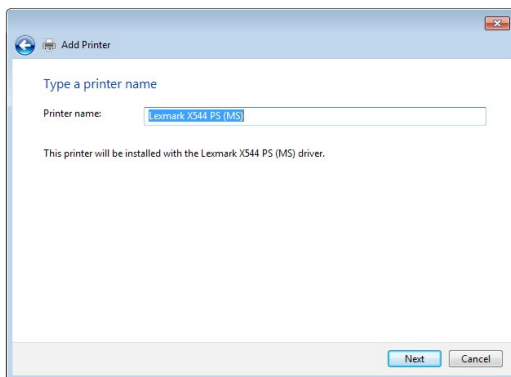 Add Printer
Type a printer name
Printer name:
Lexmark X544 PS (MS)
This printer will be installed with the Lexmark X544 PS (MS) driver.
Next
Cancel